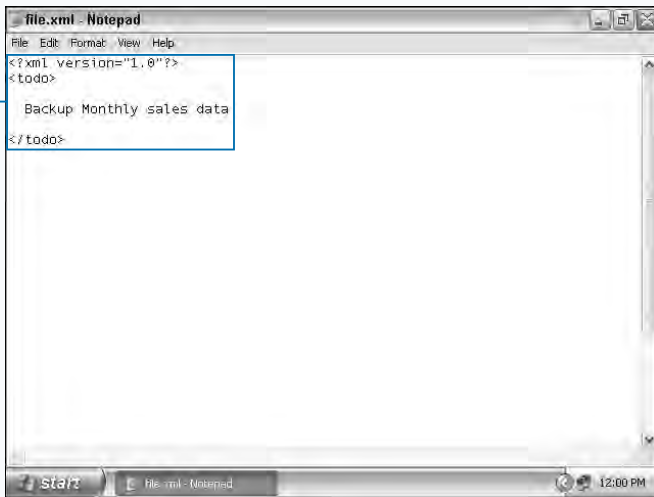 file.xml - Notepad
File Edit Format View Help
<?xml version="1.0"?>
<todo>
Backup Monthly sales data
</todo>
start file.xml - Notepad 12:00 PM